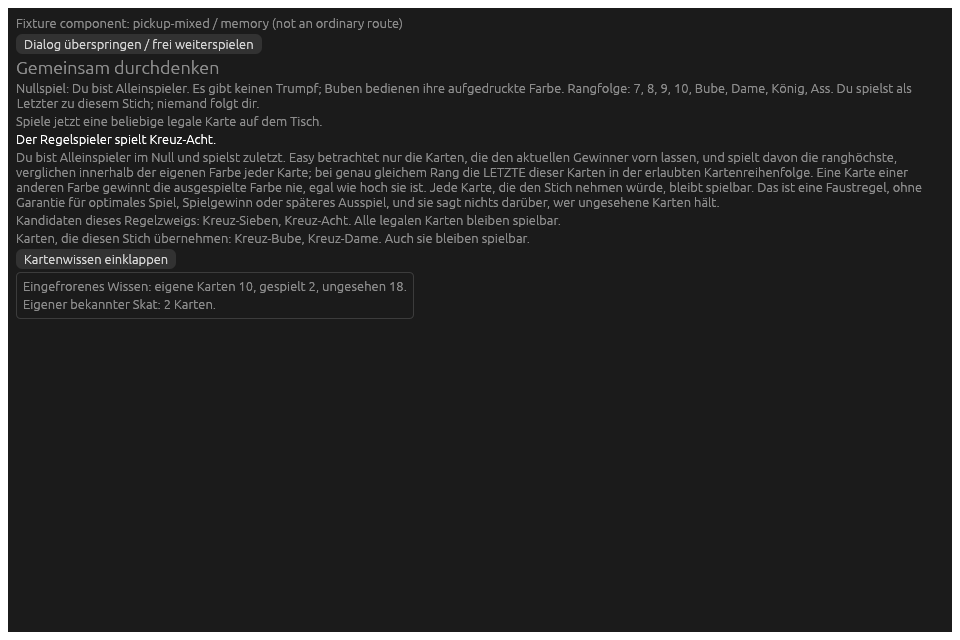 Fixture component: pickup-mixed / memory (not an ordinary route)
Dialog überspringen / frei weiterspielen
Gemeinsam durchdenken
Nullspiel: Du bist Alleinspieler. Es gibt keinen Trumpf; Buben bedienen ihre aufgedruckte Farbe. Rangfolge: 7, 8, 9, 10, Bube, Dame, König, Ass. Du spielst als
Letzter zu diesem Stich; niemand folgt dir.
Spiele jetzt eine beliebige legale Karte auf dem Tisch.
Der Regelspieler spielt Kreuz-Acht.
Du bist Alleinspieler im Null und spielst zuletzt. Easy betrachtet nur die Karten, die den aktuellen Gewinner vorn lassen, und spielt davon die ranghöchste,
verglichen innerhalb der eigenen Farbe jeder Karte; bei genau gleichem Rang die LETZTE dieser Karten in der erlaubten Kartenreihenfolge. Eine Karte einer
anderen Farbe gewinnt die ausgespielte Farbe nie, egal wie hoch sie ist. Jede Karte, die den Stich nehmen würde, bleibt spielbar. Das ist eine Faustregel, ohne
Garantie für optimales Spiel, Spielgewinn oder späteres Ausspiel, und sie sagt nichts darüber, wer ungesehene Karten hält.
Kandidaten dieses Regelzweigs: Kreuz-Sieben, Kreuz-Acht. Alle legalen Karten bleiben spielbar.
Karten, die diesen Stich übernehmen: Kreuz-Bube, Kreuz-Dame. Auch sie bleiben spielbar.
Kartenwissen einklappen
Eingefrorenes Wissen: eigene Karten 10, gespielt 2, ungesehen 18.
Eigener bekannter Skat: 2 Karten.